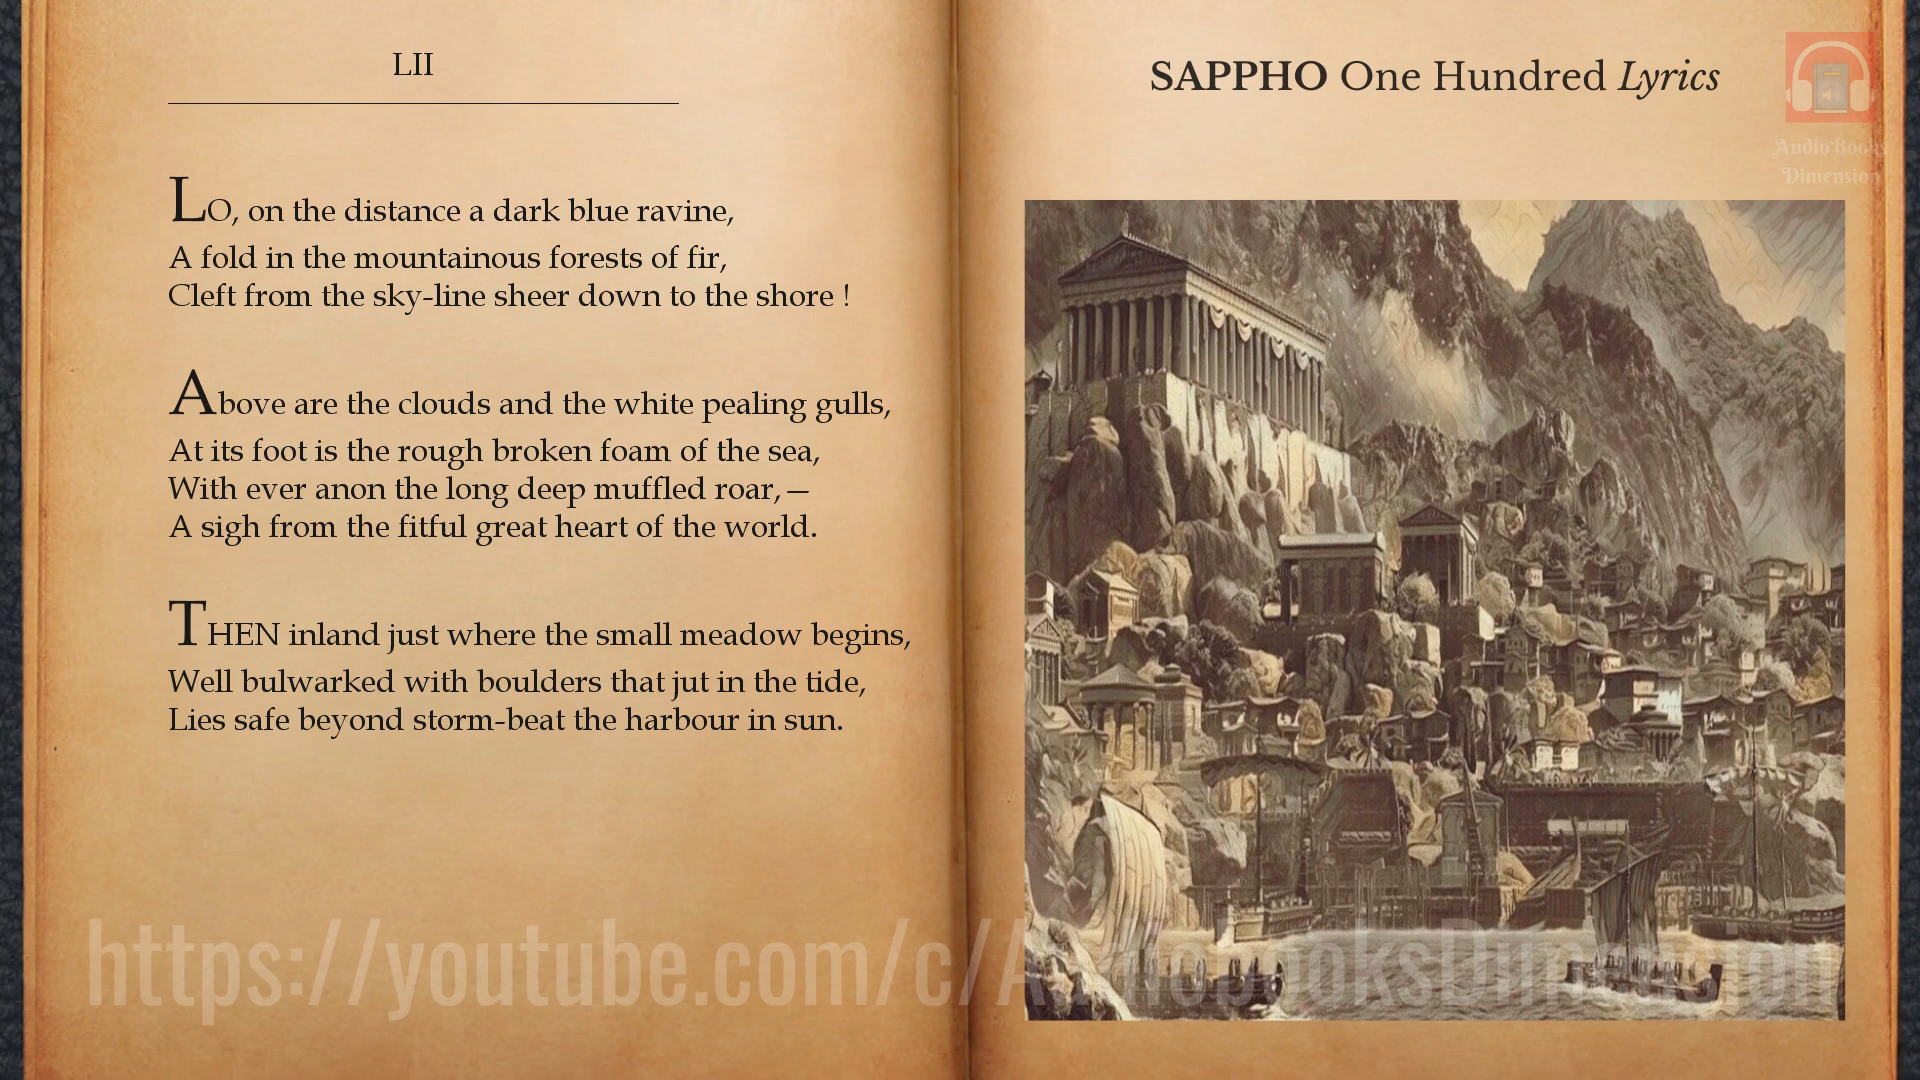 LII
LO, on the distance a dark blue ravine,
A fold in the mountainous forests of fir,
Cleft from the sky-line sheer down to the shore !
Above are the clouds and the white pealing gulls,
At its foot is the rough broken foam of the sea,
With ever anon the long deep muffled roar,—
A sigh from the fitful great heart of the world.
THEN inland just where the small meadow begins,
Well bulwarked with boulders that jut in the tide,
Lies safe beyond storm-beat the harbour in sun.
SAPPHO One Hundred Lyrics
AudioBooks
Dimension
https://youtube.com/c/AudiobooksDimension